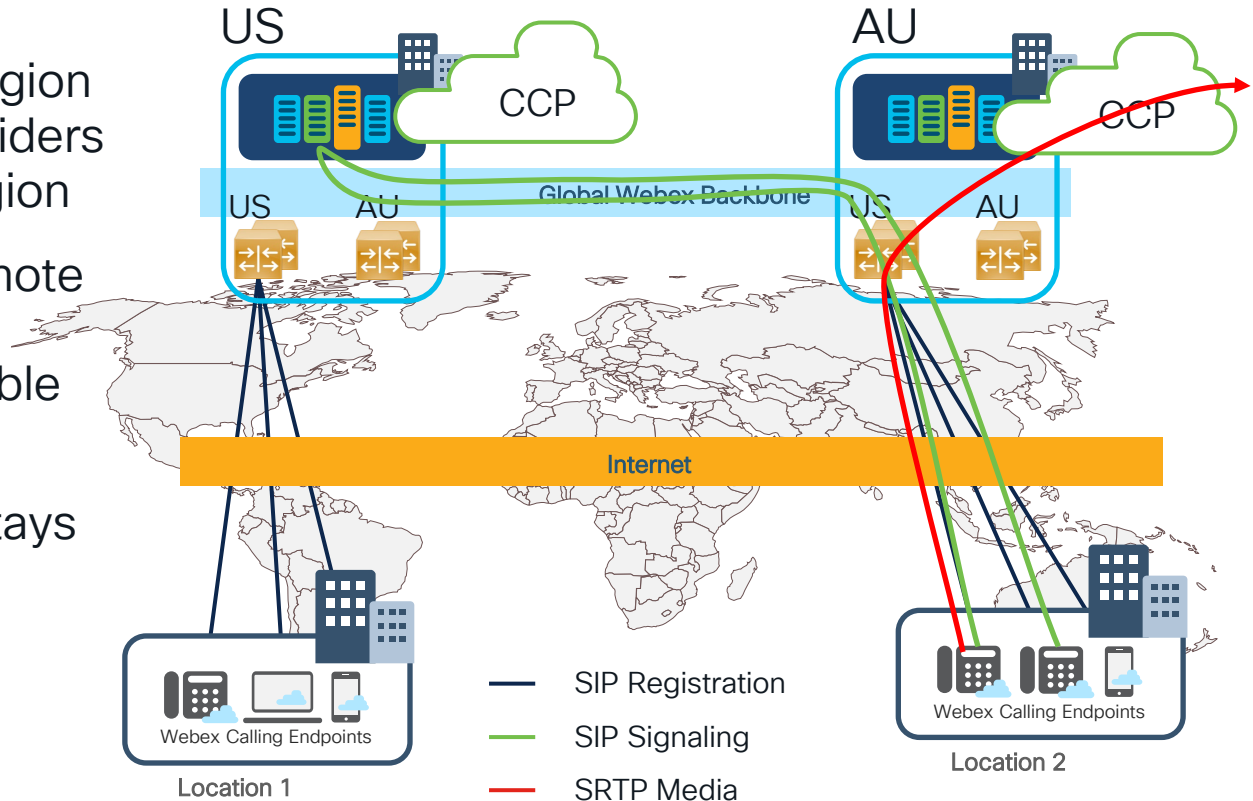 gion
iders
gion
note
ble
tays
US
AU
CCP
CCP
Global Webex Backbone
US
AU
US
AU
Internet
Webex Calling Endpoints
Location 1
SIP Registration
SIP Signaling
SRTP Media
Webex Calling Endpoints
Location 2